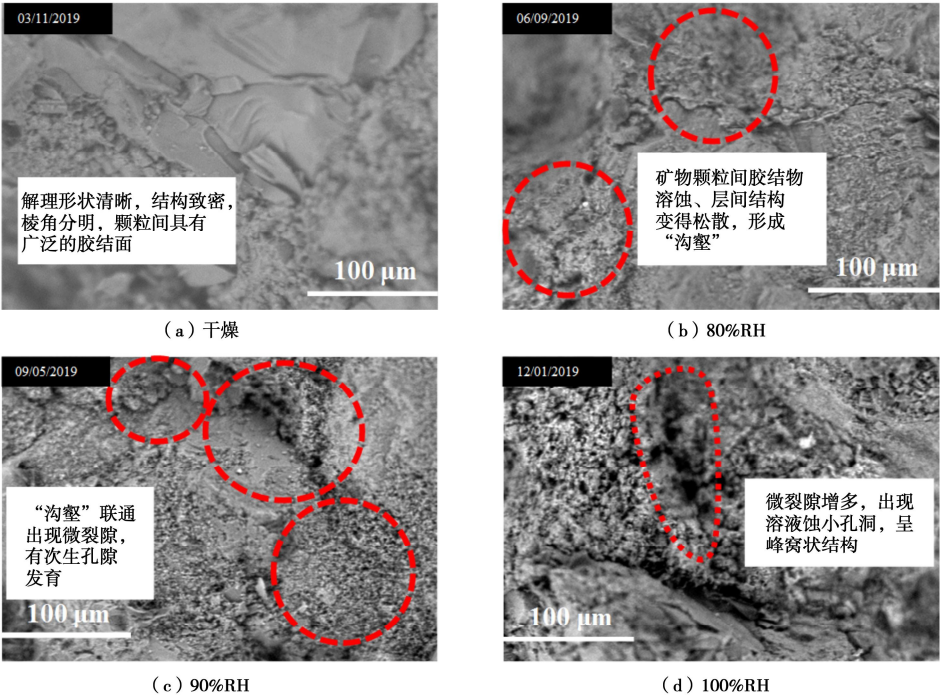 03/11/2019
解理形状清晰，结构致密，
棱角分明，颗粒间具有
广泛的胶结面
100 μm
（a）干燥
06/09/2019
矿物颗粒间胶结物
溶蚀、层间结构
变得松散，形成
“沟壑”
100 μm
（b）80%RH
09/05/2019
“沟壑”联通
出现微裂隙，
有次生孔隙
发育
100 μm
（c）90%RH
12/01/2019
微裂隙增多，出现
溶液蚀小孔洞，呈
峰窝状结构
100 μm
（d）100%RH